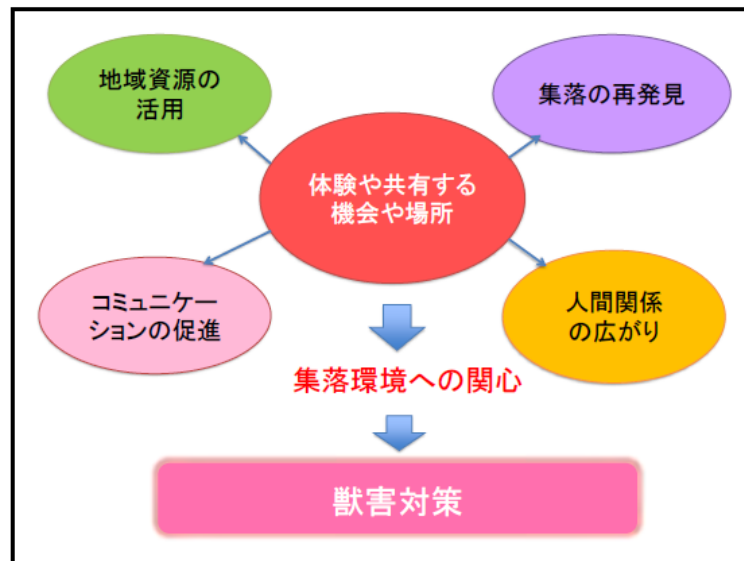 地域資源の
活用
集落の再発見
体験や共有する
機会や場所
コミュニケー
ションの促進
人間関係
の広がり
集落環境への関心
獣害対策